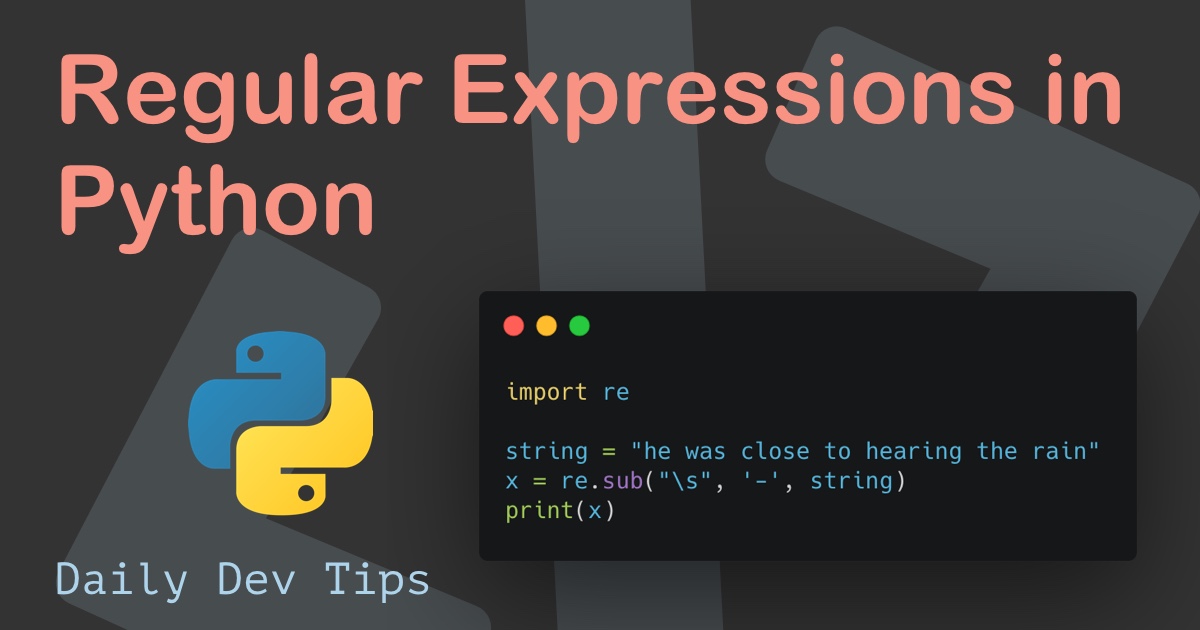 Regular Expressions in
Python
import re
string = "he was close to hearing the rain"
x = re.sub("\s", '-', string)
print(x)
Daily Dev Tips